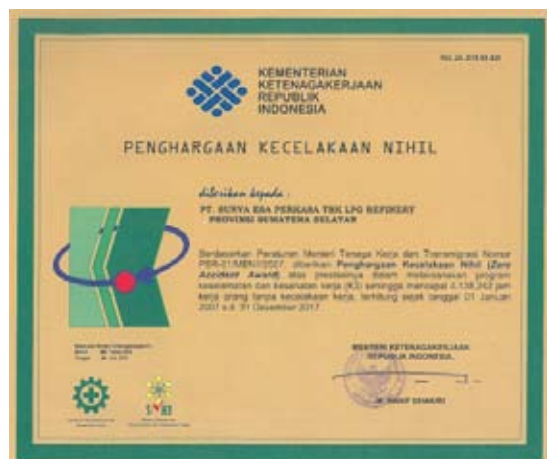 KEMENTERIAN
KETENAGAKERJAAN
REPUBLIK
INDONESIA
PENGHARGAAN KECELAKAAN NIHIL
diberikan kepada :
PT. SURYA ESA PERKASA TBK LPG REFINERY
PROVINSI SUMATERA SELATAN
Berdasarkan Peraturan Menteri Tenaga Kerja dan Transmigrasi Nomor
diberikan Penghargaan Kecelakaan Nihil (Zero
Accident Award) atas prestasinya dalam melaksanakan program
keselamatan dan kesehatan kerja (K3) sehingga mencapai jam
kerja orang tanpa kecelakaan kerja, terhitung sejak tanggal 01 Januari
2007 s.d. 31 Desember 2017.
MENTERI KETENAGAKERJAAN
REPUBLIK INDONESIA,
M. HANIF DHAKIRI